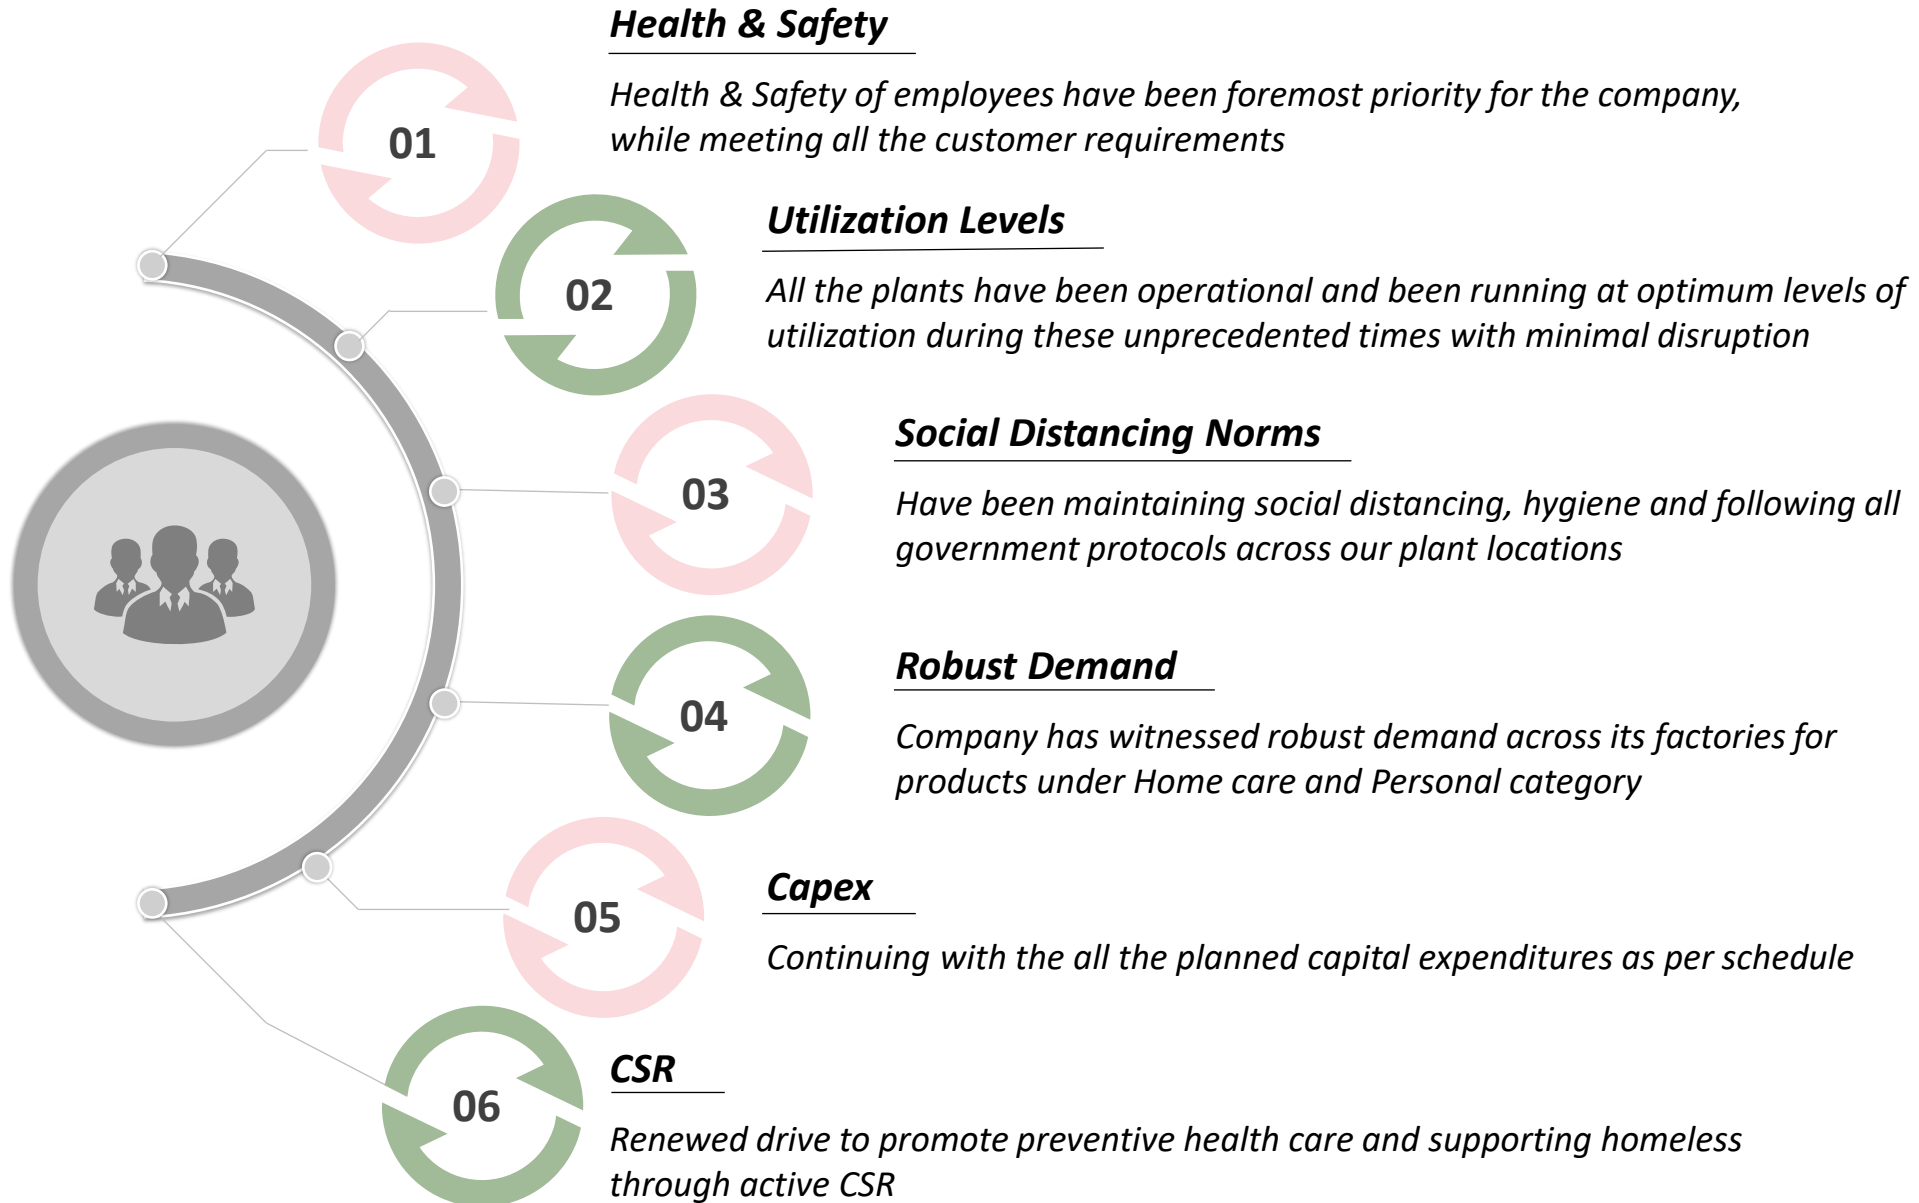 Health & Safety
Health & Safety of employees have been foremost priority for the company,
while meeting all the customer requirements
01
Utilization Levels
All the plants have been operational and been running at optimum levels of
utilization during these unprecedented times with minimal disruption
02
Social Distancing Norms
Have been maintaining social distancing, hygiene and following all
government protocols across our plant locations
03
Robust Demand
Company has witnessed robust demand across its factories for
products under Home care and Personal category
04
Capex
Continuing with the all the planned capital expenditures as per schedule
05
CSR
Renewed drive to promote preventive health care and supporting homeless
through active CSR
06